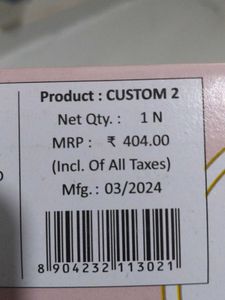 Product : CUSTOM 2
Net Qty. : 1 N
MRP : ₹ 404.00
(Incl. Of All Taxes)
Mfg. : 03/2024
8 904232 113021